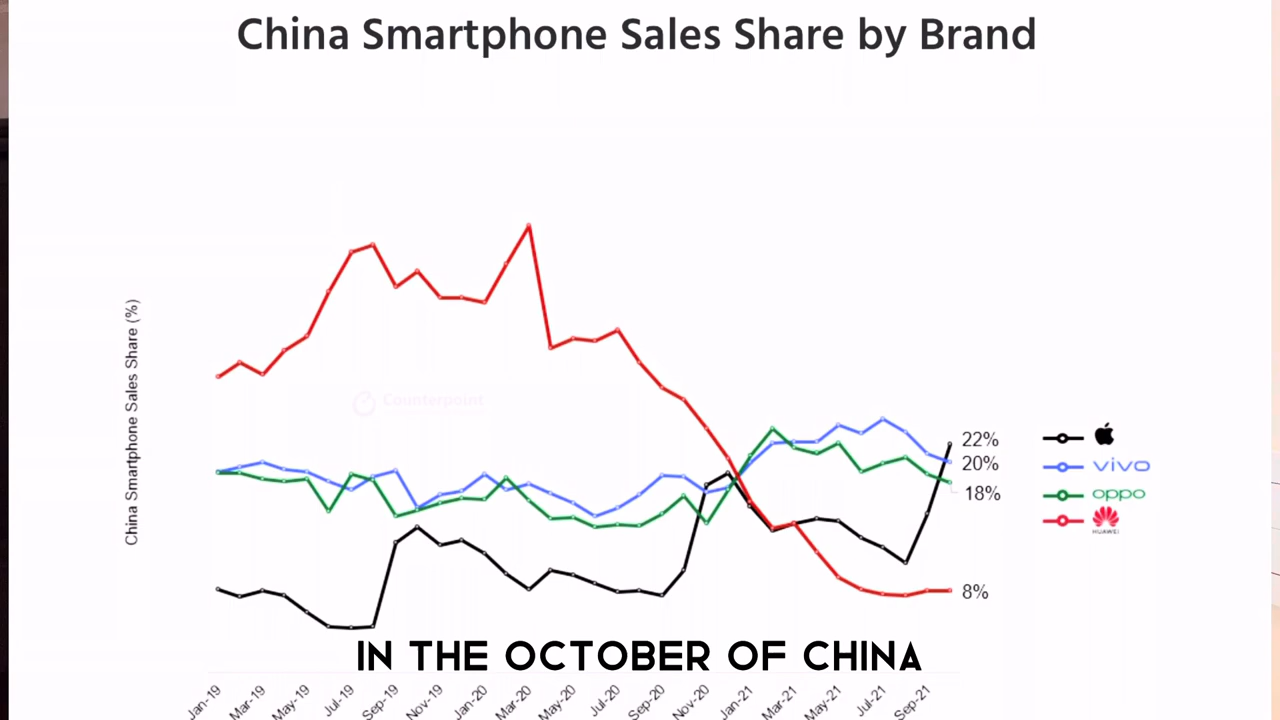 China Smartphone Sales Share by Brand
China Smartphone Sales Share (%)
Counterpoint
22%
20%
18%
8%
vivo
oppo
HUAWEI
IN THE OCTOBER OF CHINA
Jan-19
Mar-19
May-19
Jul-19
Sep-19
Nov-19
Jan-20
Mar-20
May-20
Jul-20
Sep-20
Nov-20
Jan-21
Mar-21
May-21
Jul-21
Sep-21